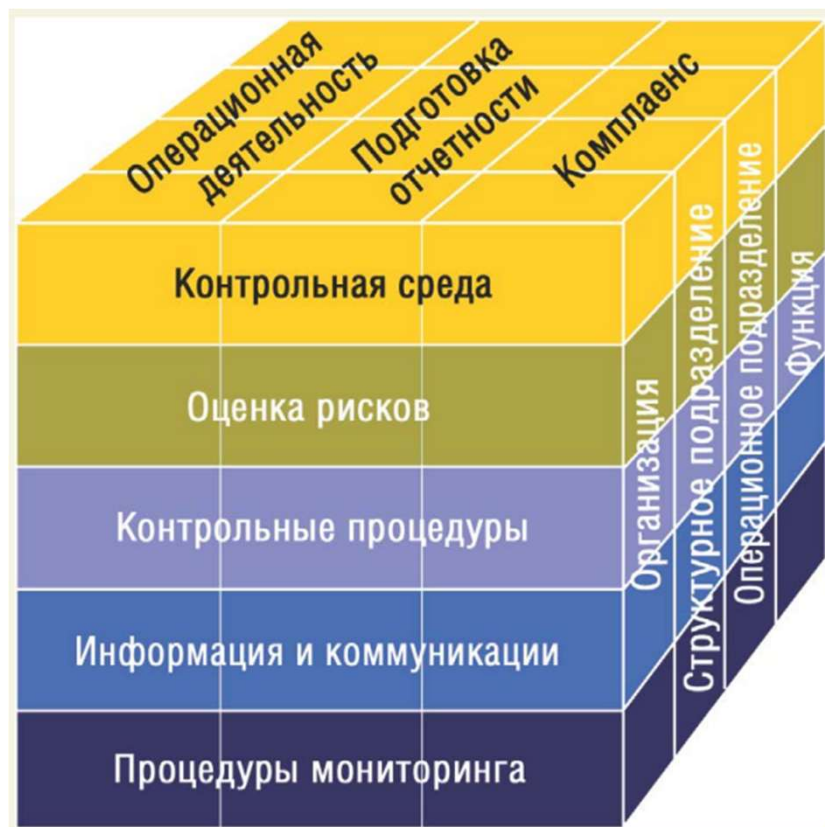 Операционная
деятельность
Подготовка
отчетности
Комплаенс
Контрольная среда
Оценка рисков
Контрольные процедуры
Информация и коммуникации
Процедуры мониторинга
Организация
Структурное подразделение
Операционное подразделение
Функция